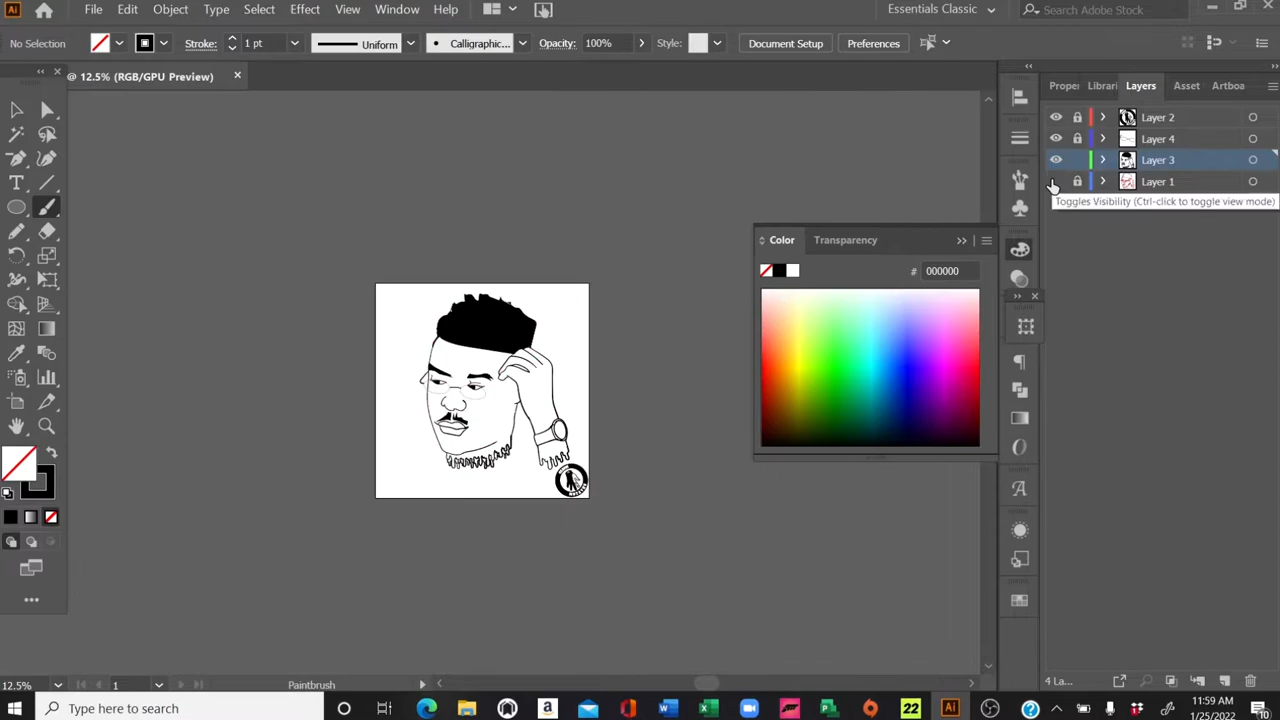 Ai File Edit Object Type Select Effect View Window Help Essentials Classic Search Adobe Stock
No Selection Stroke: 1 pt Uniform Calligraphic... Opacity: 100% Style: Document Setup Preferences
@ 12.5% (RGB/GPU Preview)
Proper Librari Layers Asset Artboa
Layer 2
Layer 4
Layer 3
Layer 1
Toggles Visibility (Ctrl-click to toggle view mode)
Color Transparency
# 000000
12.5% 1 Paintbrush
4 La...
Type here to search
22
Ai
11:59 AM
1/25/2022